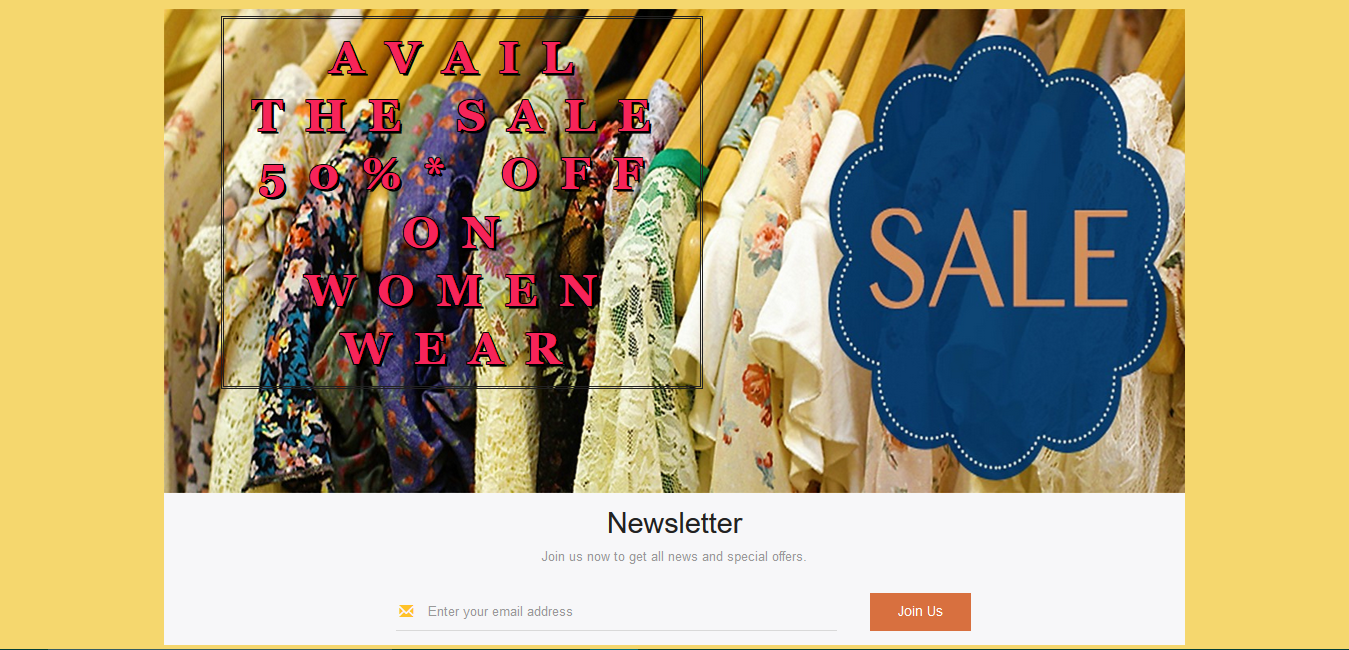 AVAIL
THE SALE
50%* OFF
ON
WOMEN
WEAR
SALE
Newsletter
Join us now to get all news and special offers.
Enter your email address
Join Us